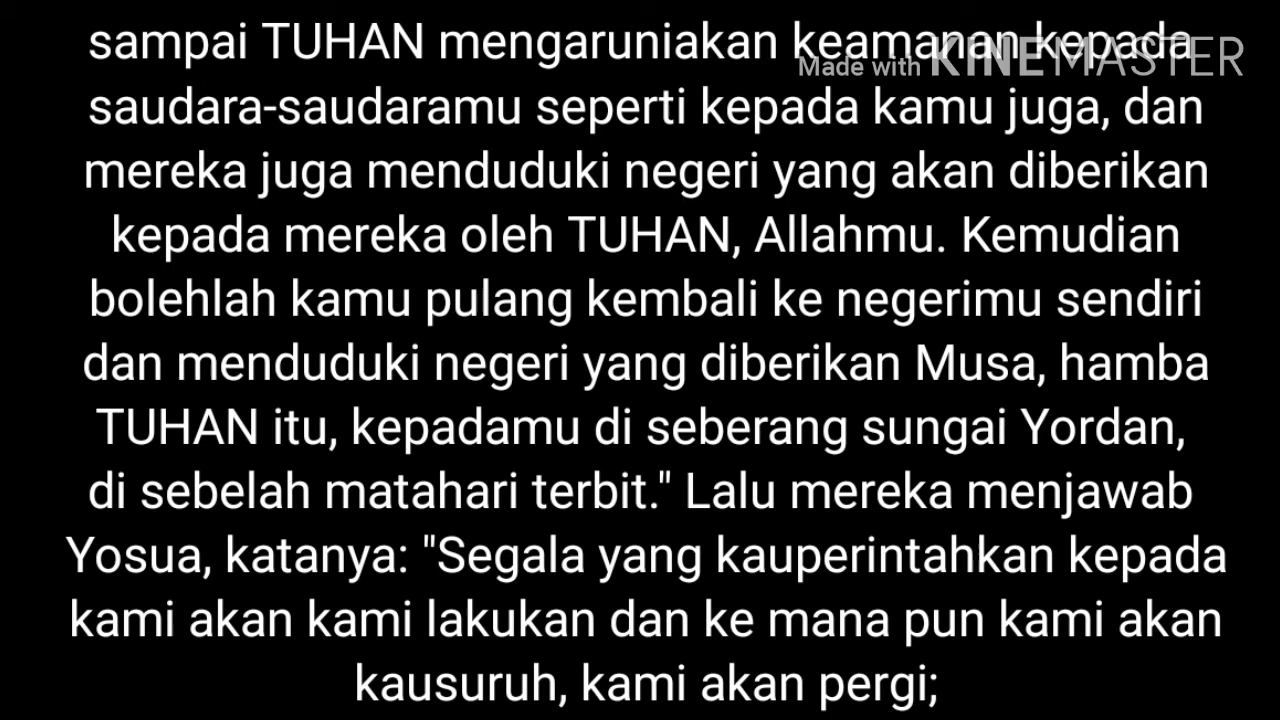 sampai TUHAN mengaruniakan keamanan kepada
Made with KINEMASTER
saudara-saudaramu seperti kepada kamu juga, dan
mereka juga menduduki negeri yang akan diberikan
kepada mereka oleh TUHAN, Allahmu. Kemudian
bolehlah kamu pulang kembali ke negerimu sendiri
dan menduduki negeri yang diberikan Musa, hamba
TUHAN itu, kepadamu di seberang sungai Yordan,
di sebelah matahari terbit." Lalu mereka menjawab
Yosua, katanya: "Segala yang kauperintahkan kepada
kami akan kami lakukan dan ke mana pun kami akan
kausuruh, kami akan pergi;